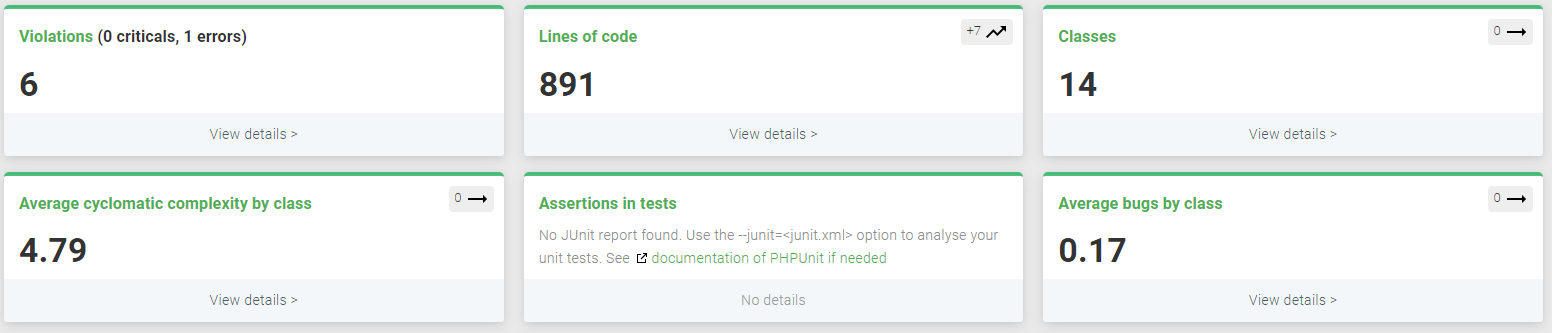 Violations (0 criticals, 1 errors)
6
View details >
Lines of code
+7
891
View details >
Classes
0
14
View details >
Average cyclomatic complexity by class
0
4.79
View details >
Assertions in tests
No JUnit report found. Use the --junit=<junit.xml> option to analyse your
unit tests. See documentation of PHPUnit if needed
No details
Average bugs by class
0
0.17
View details >